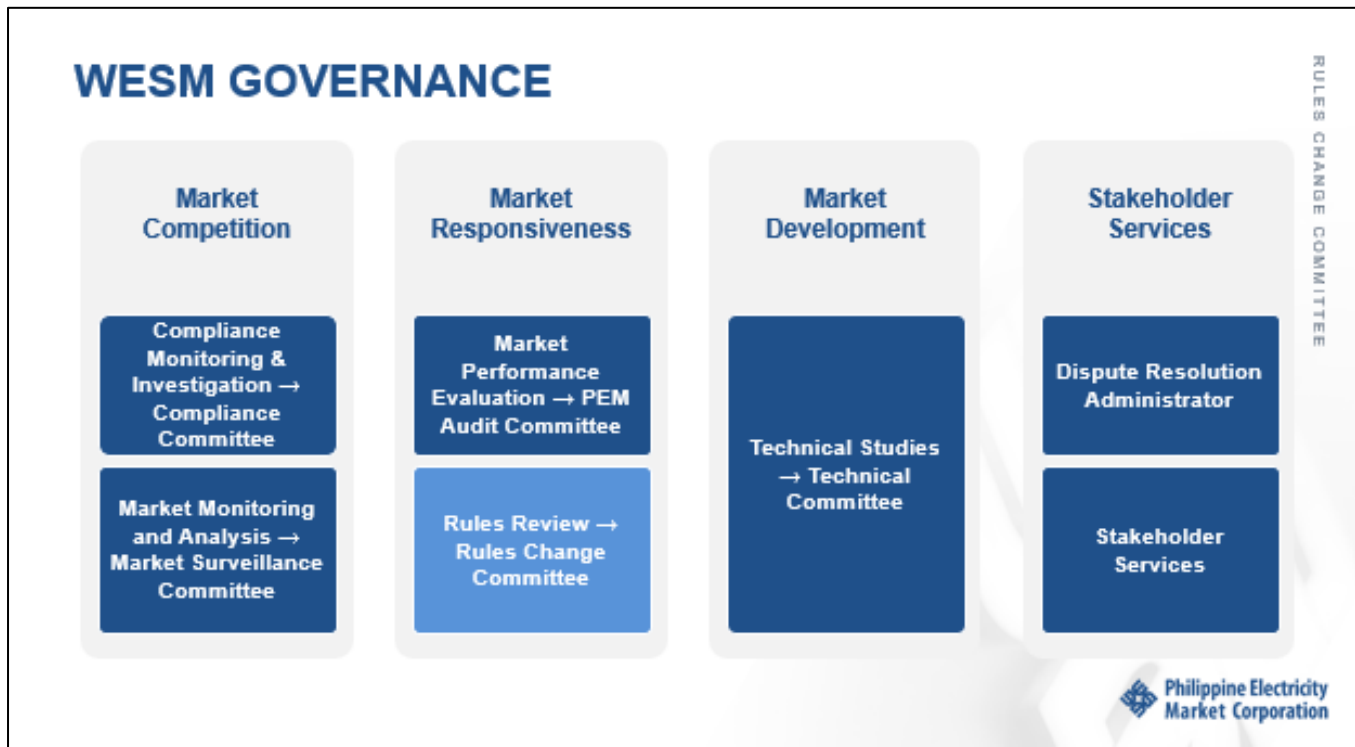 WESM GOVERNANCE
RULES CHANGE COMMITTEE
Market
Competition
Compliance
Monitoring &
Investigation →
Compliance
Committee
Market Monitoring
and Analysis →
Market Surveillance
Committee
Market
Responsiveness
Market
Performance
Evaluation → PEM
Audit Committee
Rules Review →
Rules Change
Committee
Market
Development
Technical Studies
→ Technical
Committee
Stakeholder
Services
Dispute Resolution
Administrator
Stakeholder
Services
Philippine Electricity
Market Corporation